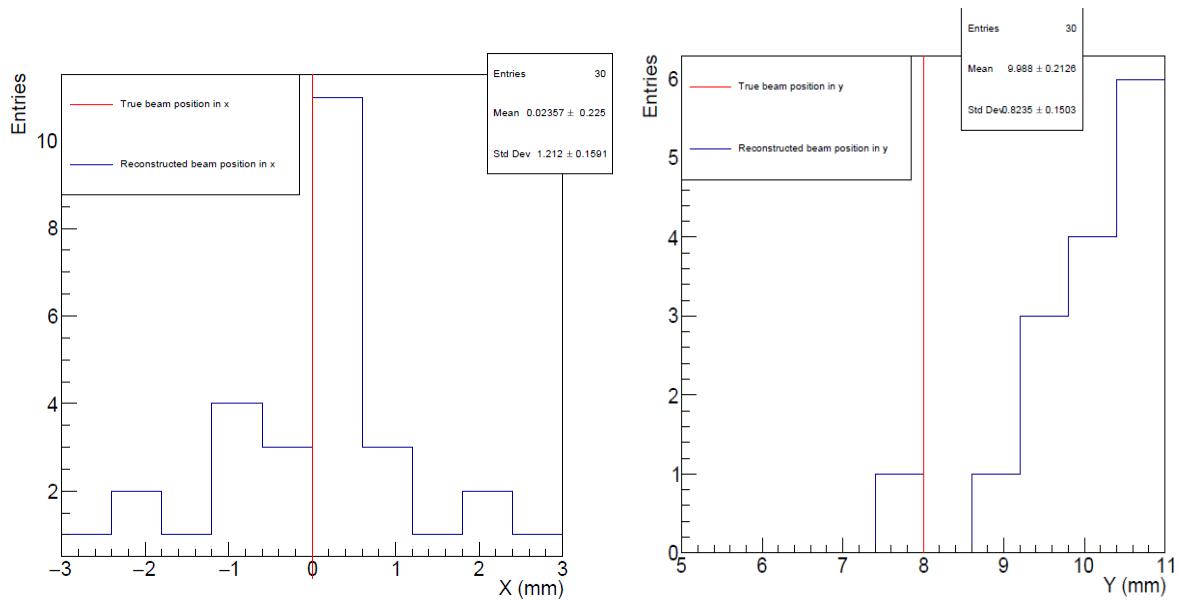 Entries
True beam position in x
Reconstructed beam position in x
Entries 30
Mean 0.02357 ± 0.225
Std Dev 1.212 ± 0.1591
10
8
6
4
2
−3 −2 −1 0 1 2 3
X (mm)
Entries
True beam position in y
Reconstructed beam position in y
Entries 30
Mean 9.988 ± 0.2126
Std Dev 0.8235 ± 0.1503
6
5
4
3
2
1
0
5 6 7 8 9 10 11
Y (mm)